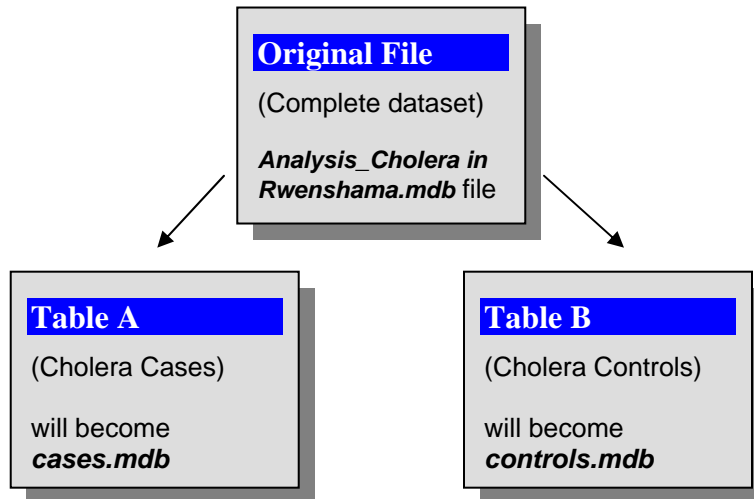 Original File
(Complete dataset)
Analysis_Cholera in
Rwenshama.mdb file
Table A
(Cholera Cases)
will become
cases.mdb
Table B
(Cholera Controls)
will become
controls.mdb